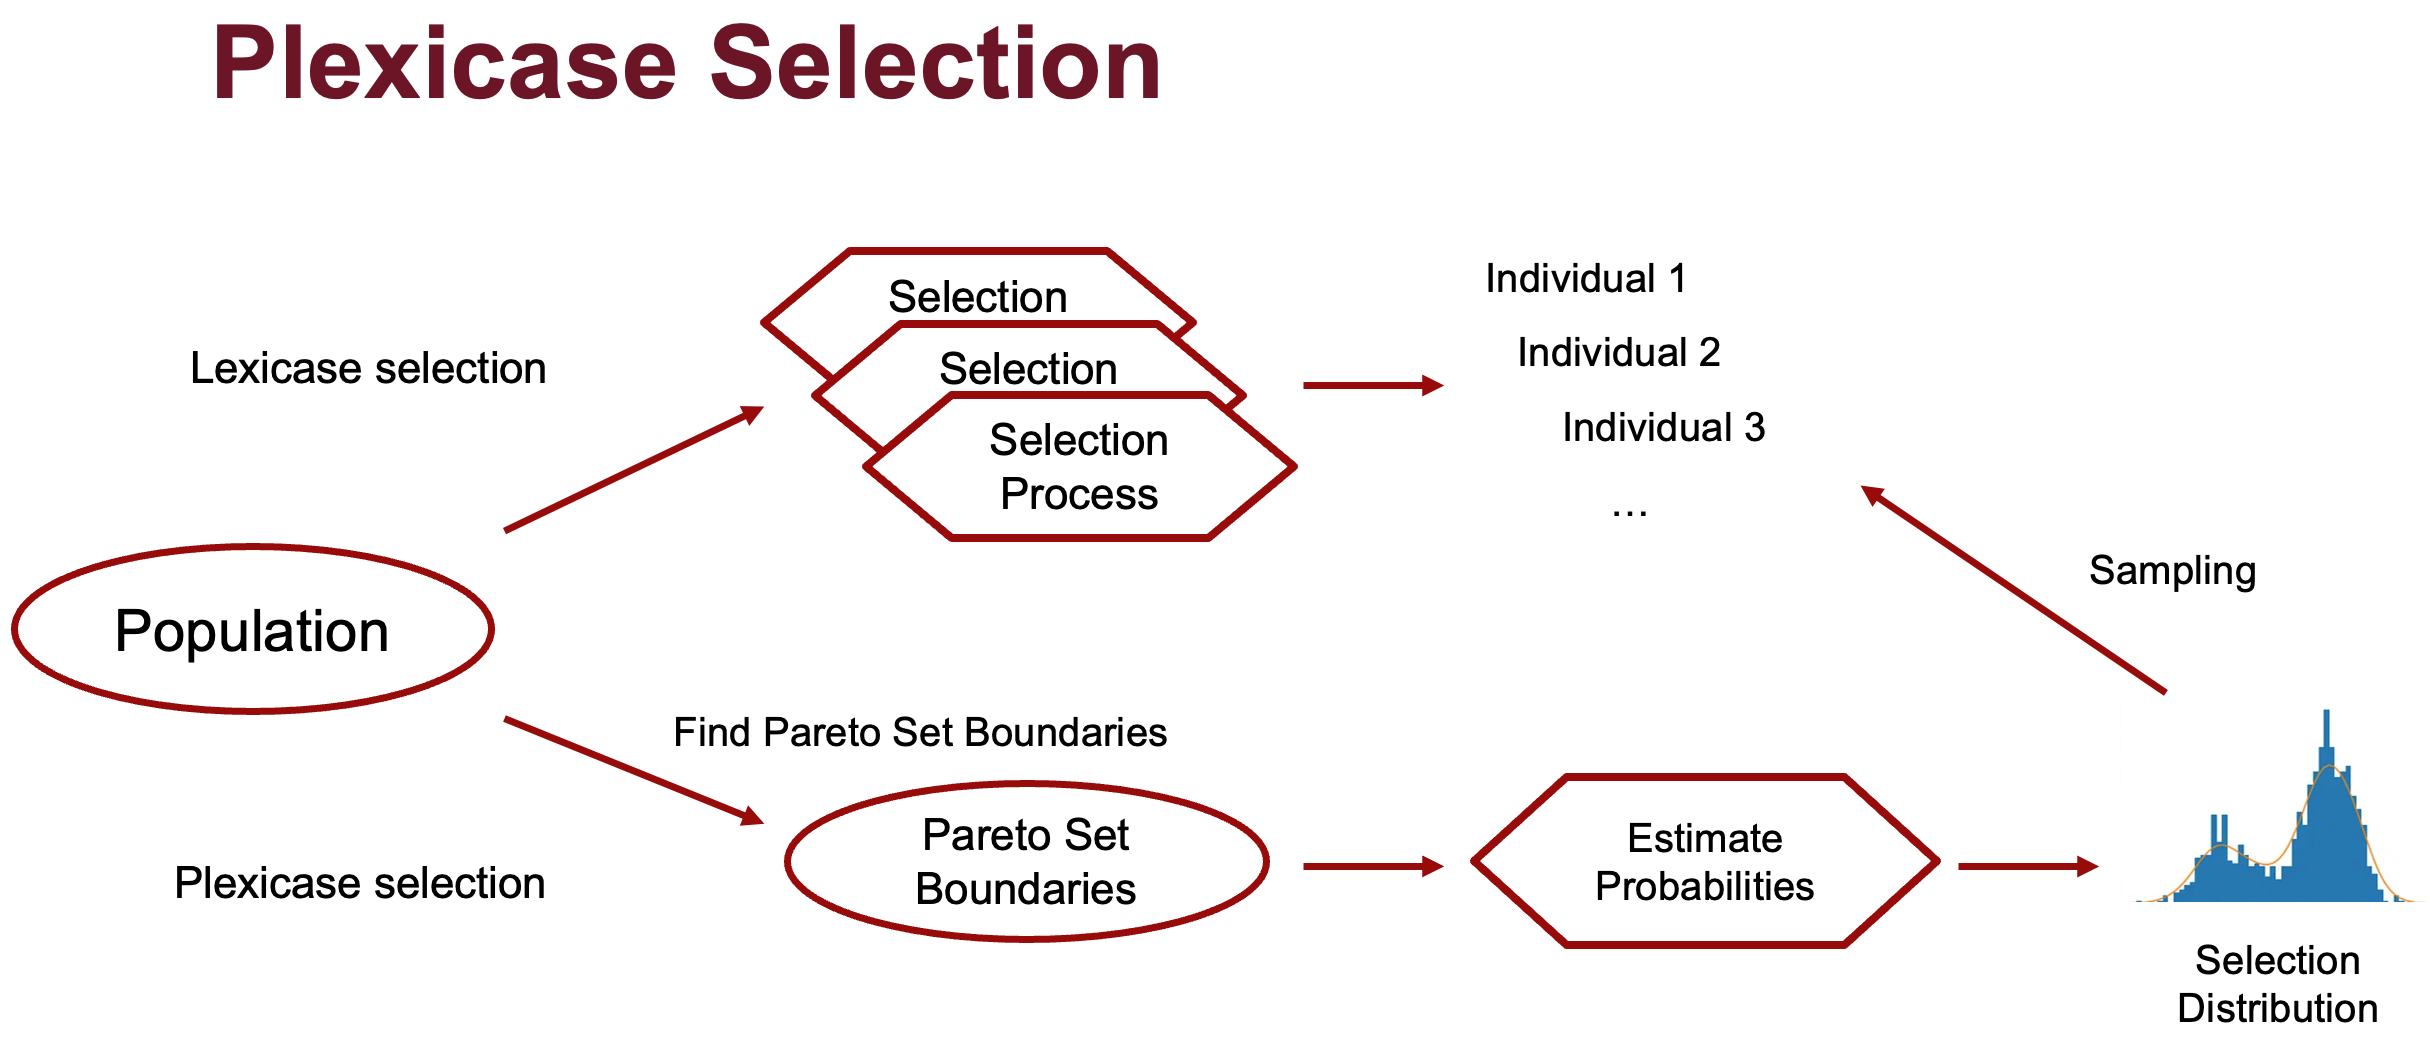 Plexicase Selection
Lexicase selection
Selection
Selection
Selection
Process
Individual 1
Individual 2
Individual 3
...
Sampling
Population
Find Pareto Set Boundaries
Plexicase selection
Pareto Set
Boundaries
Estimate
Probabilities
Selection
Distribution